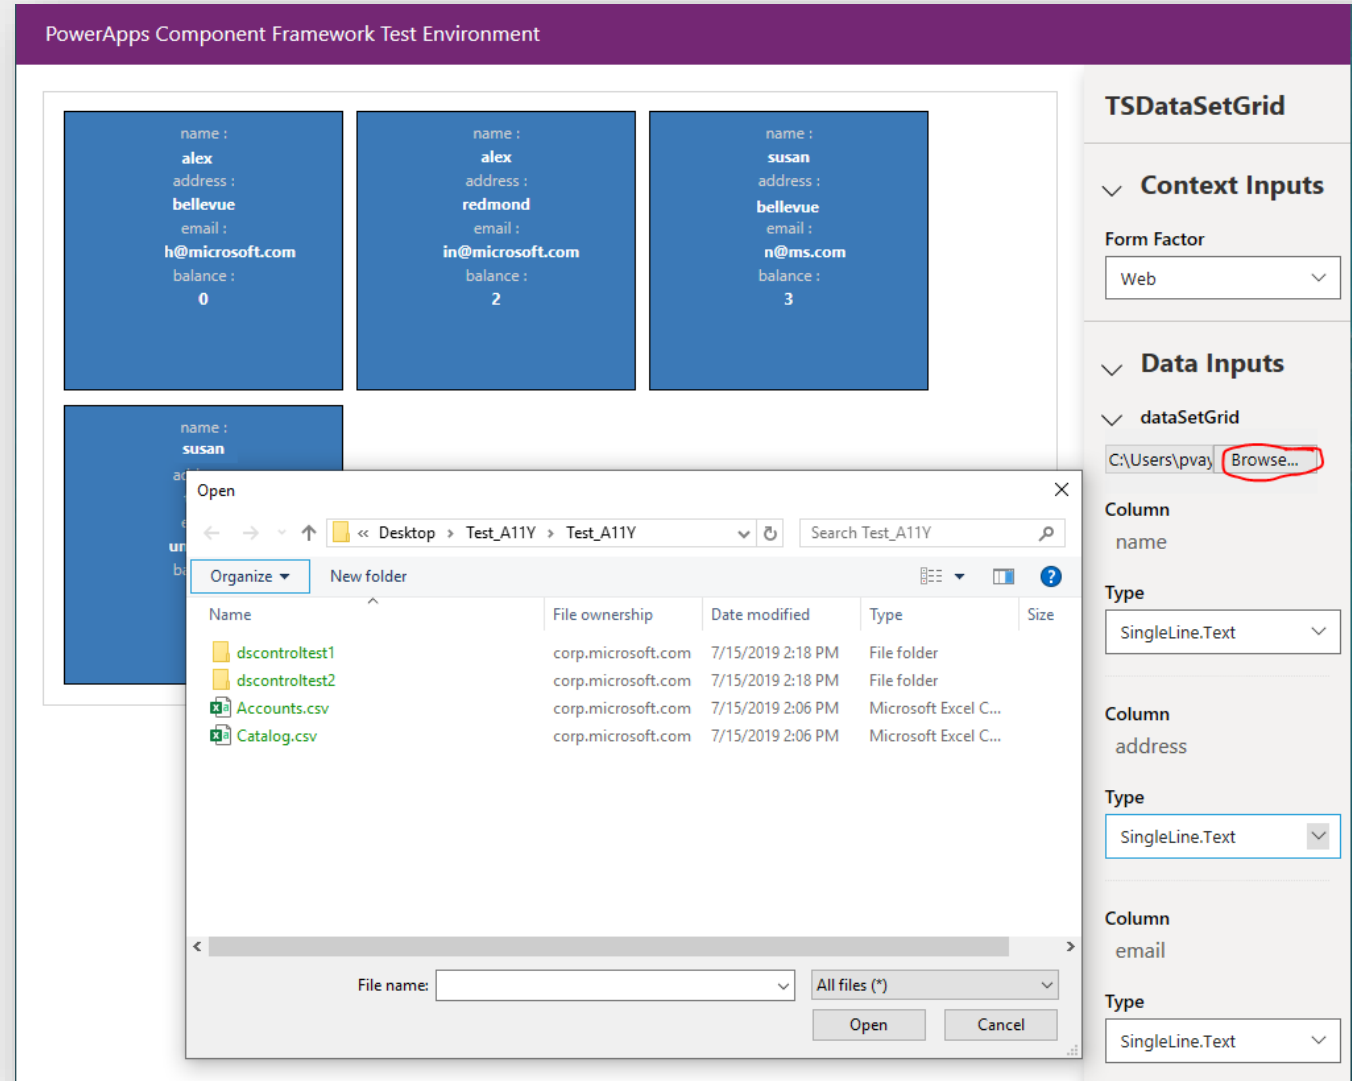 PowerApps Component Framework Test Environment
name :
alex
address :
bellevue
email :
h@microsoft.com
balance :
0
name :
alex
address :
redmond
email :
in@microsoft.com
balance :
2
name :
susan
address :
bellevue
email :
n@ms.com
balance :
3
name :
susan
TSDataSetGrid
Context Inputs
Form Factor
Web
Data Inputs
dataSetGrid
C:\Users\pvay Browse...
Column
name
Type
SingleLine.Text
Column
address
Type
SingleLine.Text
Column
email
Type
SingleLine.Text
Open
« Desktop > Test_A11Y > Test_A11Y
Search Test_A11Y
Organize New folder
Name File ownership Date modified Type Size
dscontroltest1 corp.microsoft.com 7/15/2019 2:18 PM File folder
dscontroltest2 corp.microsoft.com 7/15/2019 2:18 PM File folder
Accounts.csv corp.microsoft.com 7/15/2019 2:06 PM Microsoft Excel C...
Catalog.csv corp.microsoft.com 7/15/2019 2:06 PM Microsoft Excel C...
File name:
All files (*)
Open Cancel